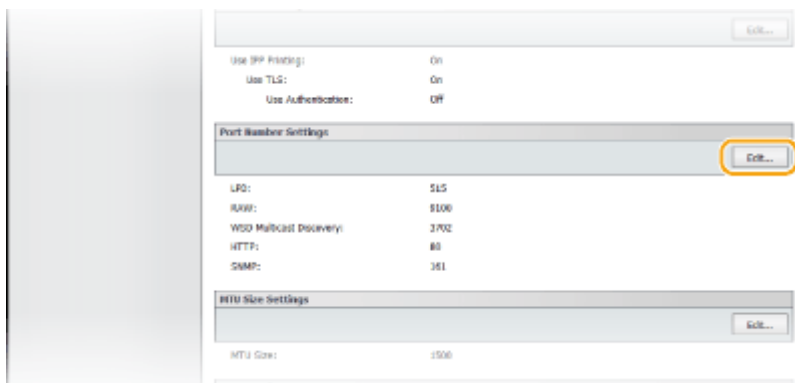 Edit...
Use IPP Printing: On
Use TLS: On
Use Authentication: Off
Port Number Settings
Edit...
LPD: 515
RAW: 9100
WSD Multicast Discovery: 3702
HTTP: 80
SNMP: 161
MTU Size Settings
Edit...
MTU Size: 1500